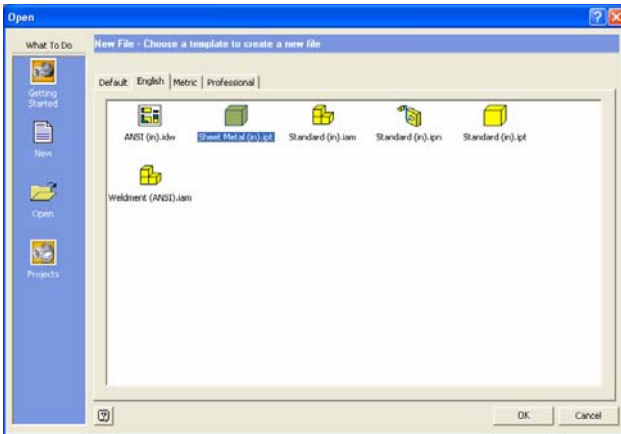 Open
What To Do
New File - Choose a template to create a new file
Getting
Started
New
Open
Projects
Default English Metric Professional
ANSI (in).idw Sheet Metal (in).ipt Standard (in).iam Standard (in).ipn Standard (in).ipt
Weldment (ANSI).iam
OK Cancel